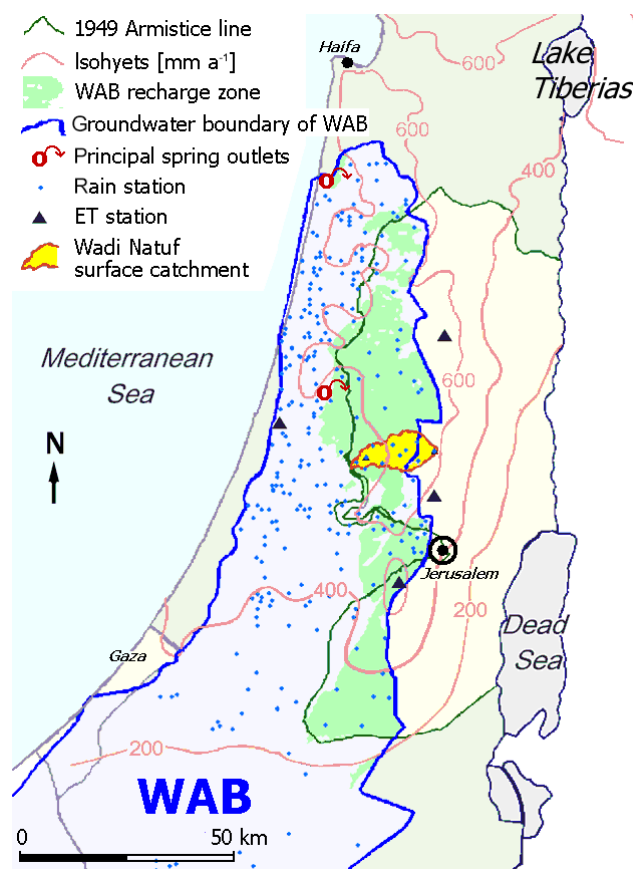 1949 Armistice line
Isohyets [mm a⁻¹]
WAB recharge zone
Groundwater boundary of WAB
Principal spring outlets
Rain station
ET station
Wadi Natuf
surface catchment
Haifa
Lake
Tiberias
600
600
400
Mediterranean
Sea
600
N
Jerusalem
400
200
Dead
Sea
Gaza
200
WAB
0
50 km